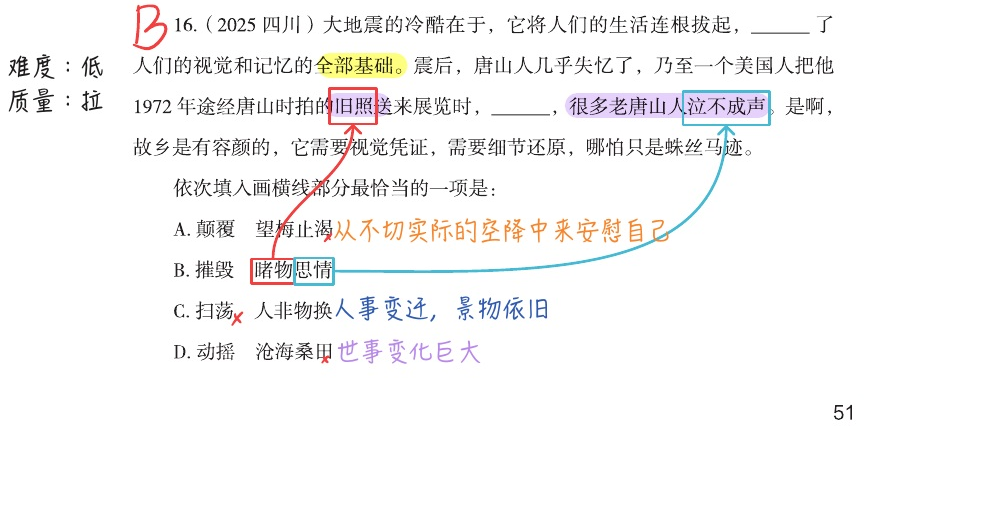 B 16.（2025 四川）大地震的冷酷在于，它将人们的生活连根拔起，______ 了
难度：低 人们的视觉和记忆的全部基础。震后，唐山人几乎失忆了，乃至一个美国人把他
质量：拉 1972 年途经唐山时拍的旧照送来展览时，______，很多老唐山人泣不成声。是啊，
故乡是有容颜的，它需要视觉凭证，需要细节还原，哪怕只是蛛丝马迹。
依次填入画横线部分最恰当的一项是：
A. 颠覆 望梅止渴 从不切实际的空降中来安慰自己
B. 摧毁 睹物思情
C. 扫荡 人非物换 人事变迁，景物依旧
D. 动摇 沧海桑田 世事变化巨大
51